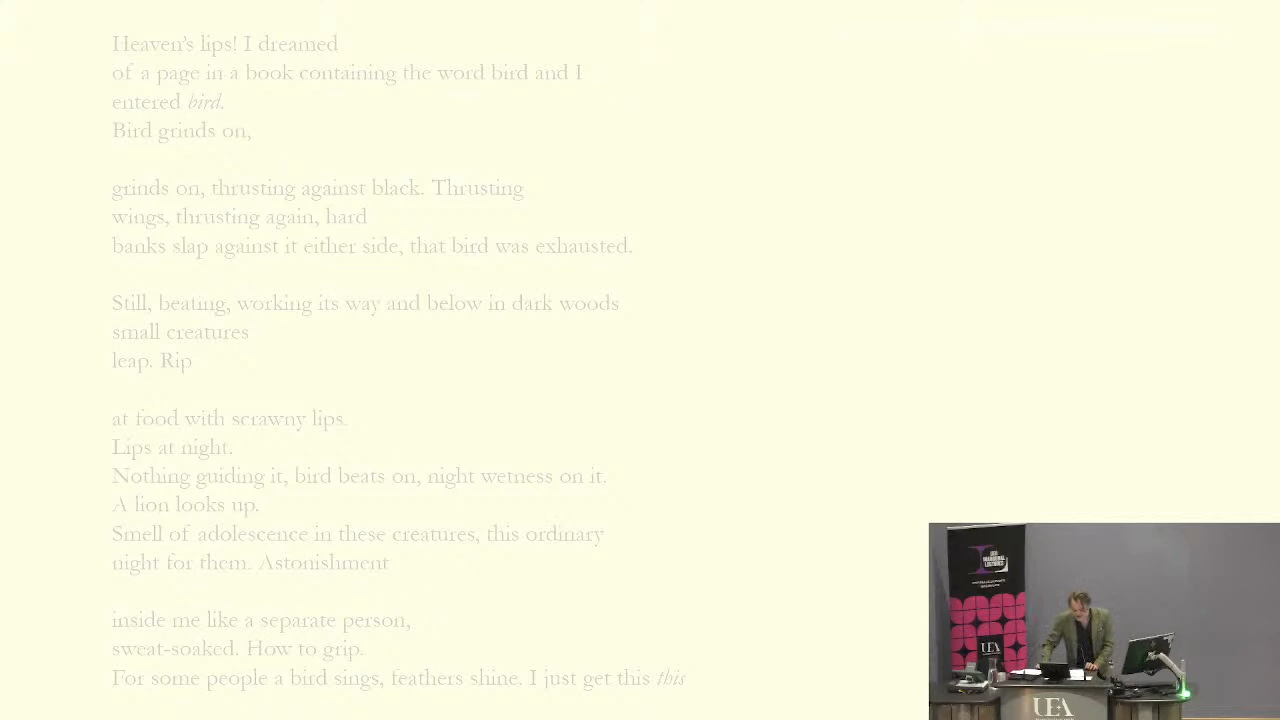 Heaven’s lips! I dreamed
of a page in a book containing the word bird and I
entered bird.
Bird grinds on,
grinds on, thrusting against black. Thrusting
wings, thrusting again, hard
banks slap against it either side, that bird was exhausted.
Still, beating, working its way and below in dark woods
small creatures
leap. Rip
at food with scrawny lips.
Lips at night.
Nothing guiding it, bird beats on, night wetness on it.
A lion looks up.
Smell of adolescence in these creatures, this ordinary
night for them. Astonishment
inside me like a separate person,
sweat-soaked. How to grip.
For some people a bird sings, feathers shine. I just get this this
UEA
INAUGURAL
LECTURES
UEA
UEA